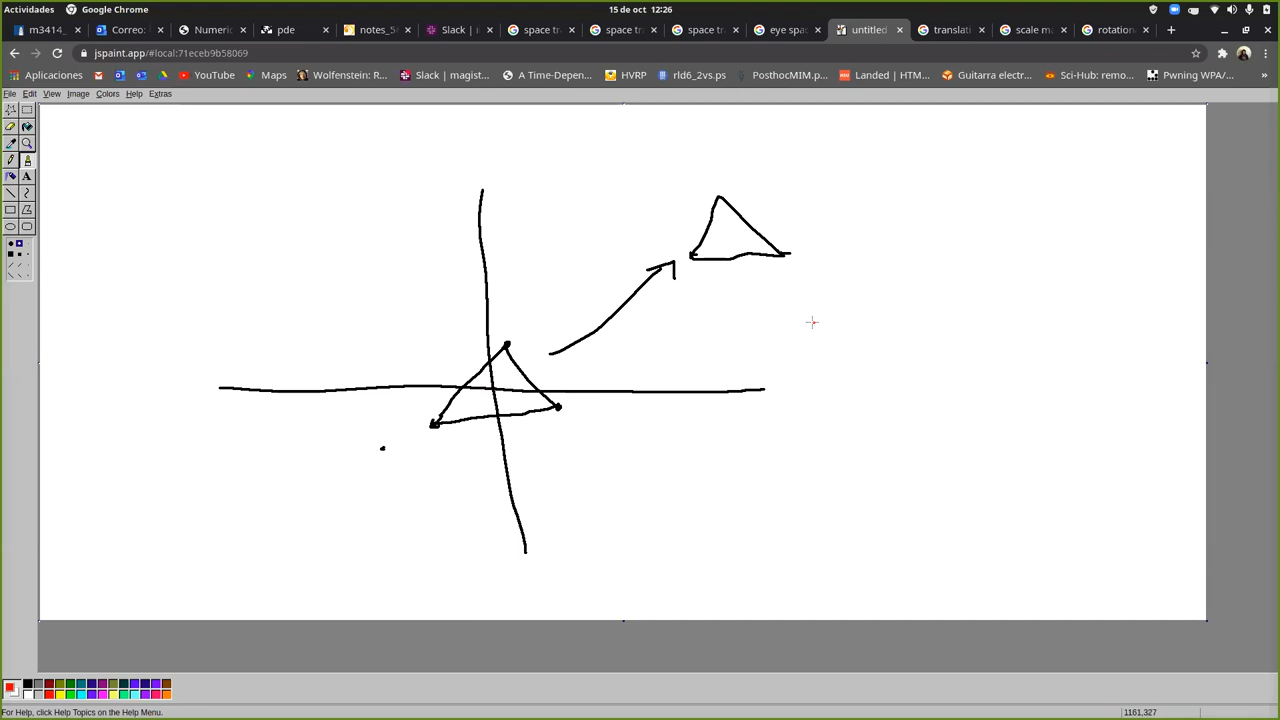 Actividades
Google Chrome
15 de oct 12:26
m3414_
Correo:
Numeric
pde
notes_5
Slack |
space tr
space tr
space tr
eye spac
untitled
translati
scale m
rotation
jspaint.app/#local:71eceb9b58069
Aplicaciones
YouTube
Maps
Wolfenstein: R...
Slack | magist...
A Time-Depen...
HVRP
rld6_2vs.ps
PosthocMIM.pe...
Landed | HTM...
Guitarra electr...
Sci-Hub: remo...
Pwning WPA/...
»
File Edit View Image Colors Help Extras
A
For Help, click Help Topics on the Help Menu.
1161,327